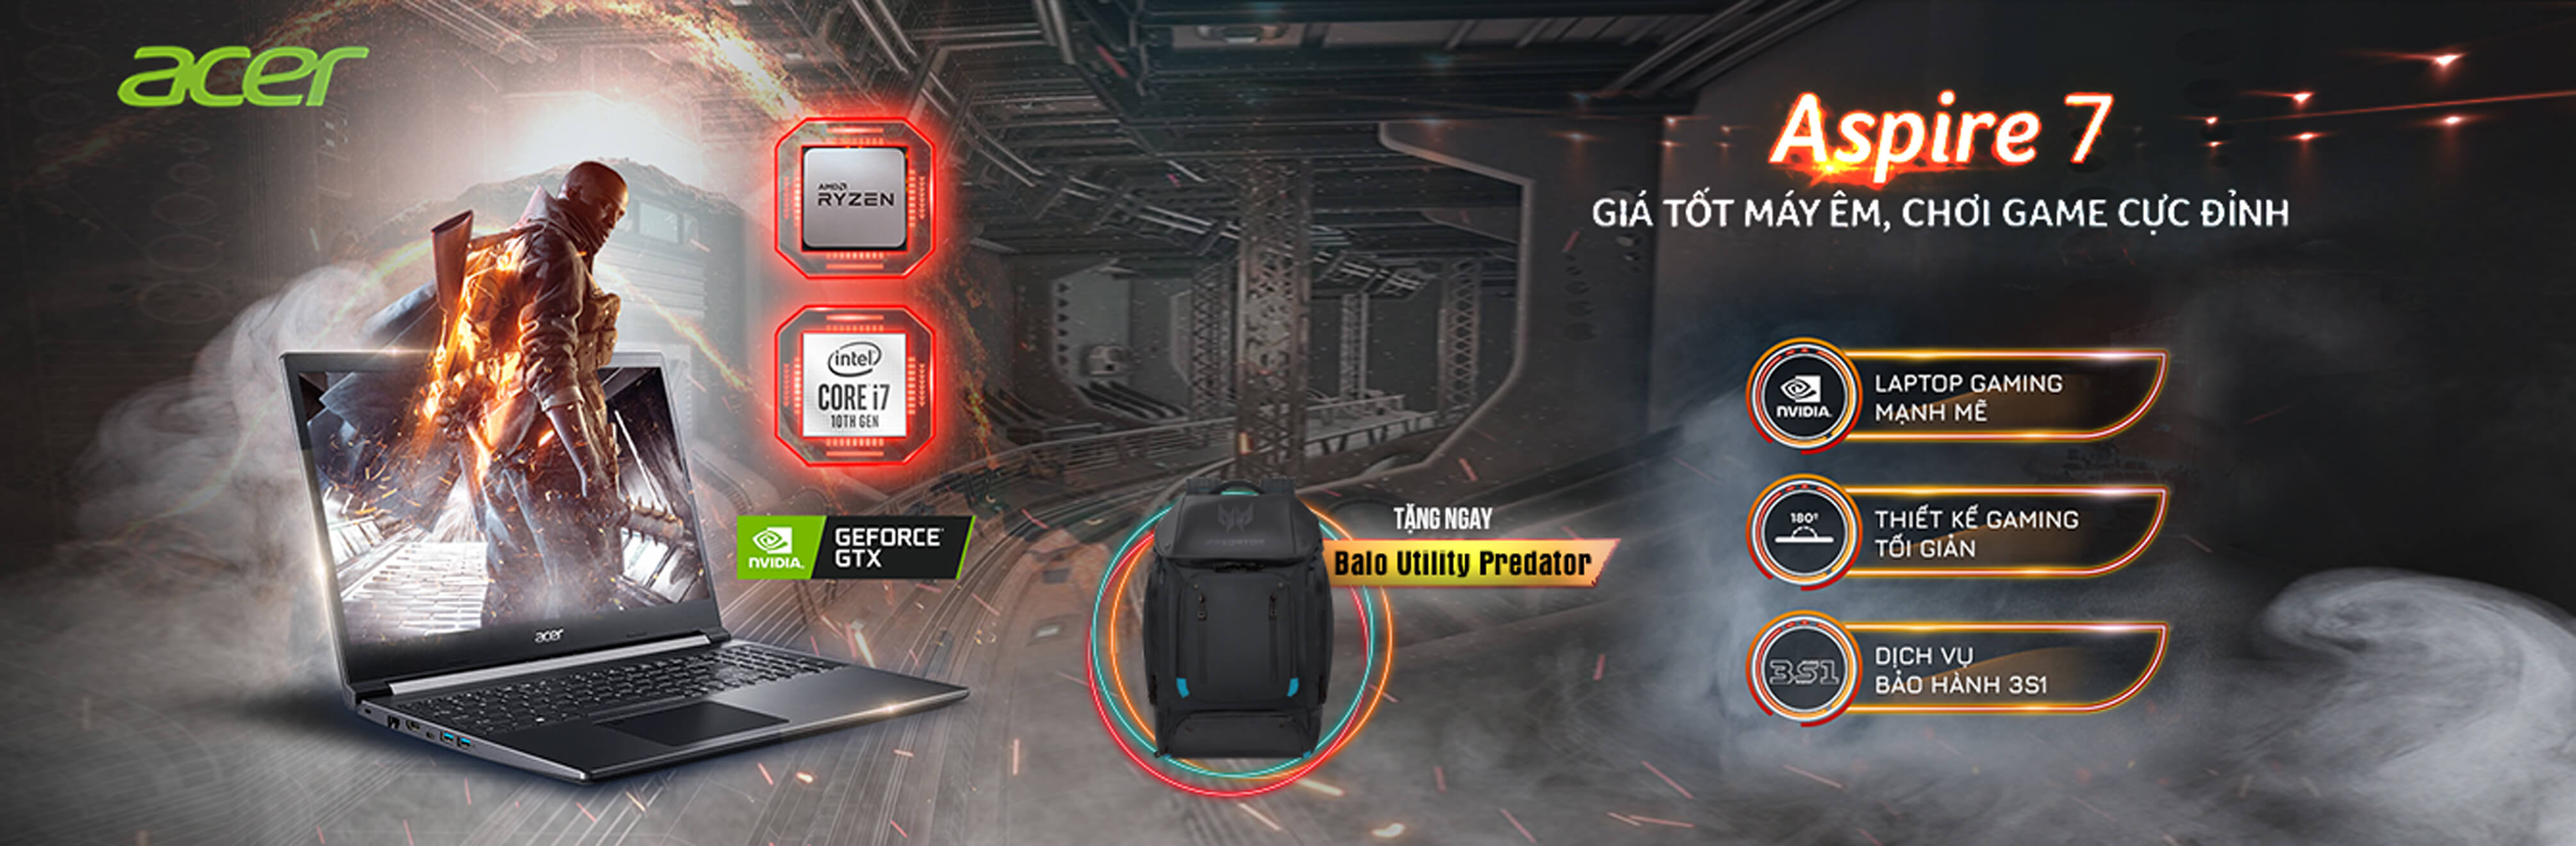 acer
AMD
RYZEN
intel
CORE i7
10TH GEN
NVIDIA.
GEFORCE
GTX
acer
TẶNG NGAY
Balo Utility Predator
PREDATOR
Aspire 7
GIÁ TỐT MÁY ÊM, CHƠI GAME CỰC ĐỈNH
NVIDIA.
LAPTOP GAMING
MẠNH MẼ
180°
THIẾT KẾ GAMING
TỐI GIẢN
3S1
DỊCH VỤ
BẢO HÀNH 3S1